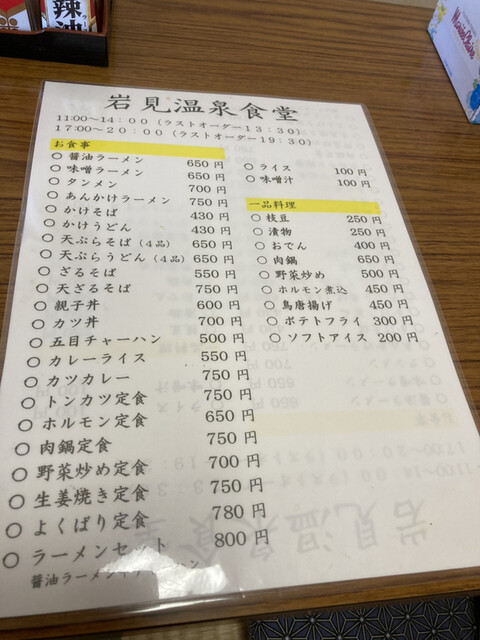 辣油
岩見温泉食堂
11:00〜14:00(ラストオーダー13:30)
17:00〜20:00(ラストオーダー19:30)
お食事
○ 醤油ラーメン 650円
○ 味噌ラーメン 650円
○ タンメン 700円
○ あんかけラーメン 750円
○ かけそば 430円
○ かけうどん 430円
○ 天ぷらそば(4品) 650円
○ 天ぷらうどん(4品) 650円
○ ざるそば 550円
○ 天ざるそば 750円
○ 親子丼 600円
○ カツ丼 700円
○ 五目チャーハン 500円
○ カレーライス 550円
○ カツカレー 750円
○ トンカツ定食 750円
○ ホルモン定食 650円
○ 肉鍋定食 750円
○ 野菜炒め定食 700円
○ 生姜焼き定食 750円
○ よくばり定食 780円
○ ラーメンセット 800円
醤油ラーメン
○ ライス 100円
○ 味噌汁 100円
一品料理
○ 枝豆 250円
○ 漬物 250円
○ おでん 400円
○ 肉鍋 650円
○ 野菜炒め 500円
○ ホルモン煮込 450円
○ 鳥唐揚げ 450円
○ ポテトフライ 300円
○ ソフトアイス 200円